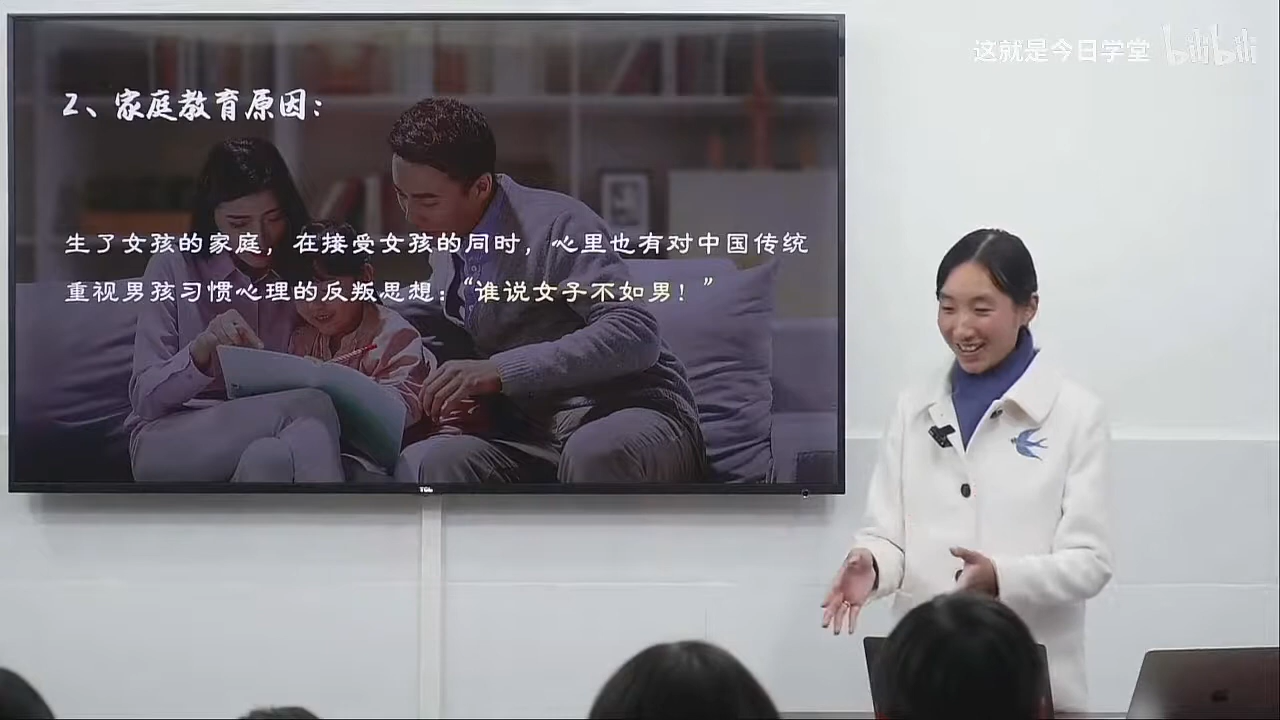 这就是今日学堂 bilibili
2、家庭教育原因：
生了女孩的家庭，在接受女孩的同时，心里也有对中国传统
重视男孩习惯心理的反叛思想：“谁说女子不如男！”
TCL